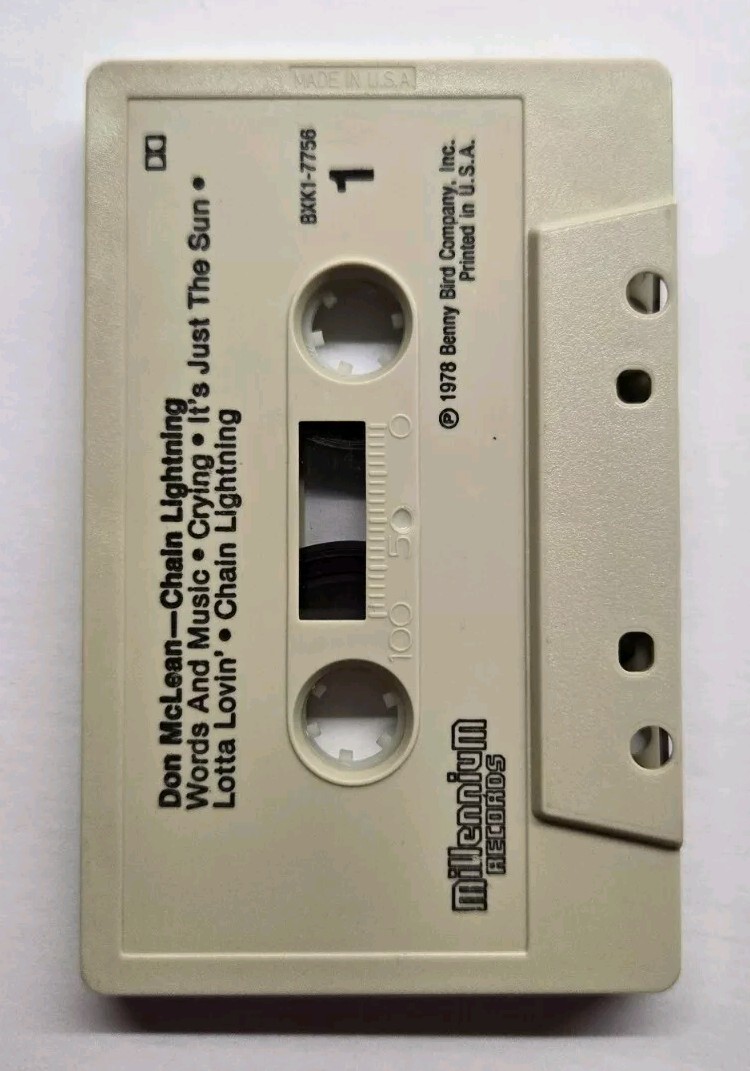 MADE IN U.S.A.
Don McLean—Chain Lightning
Words And Music • Crying • It's Just The Sun •
Lotta Lovin' • Chain Lightning
BXK1-7756
1
100 50 0
millennium
RECORDS
℗ 1978 Benny Bird Company, Inc.
Printed in U.S.A.